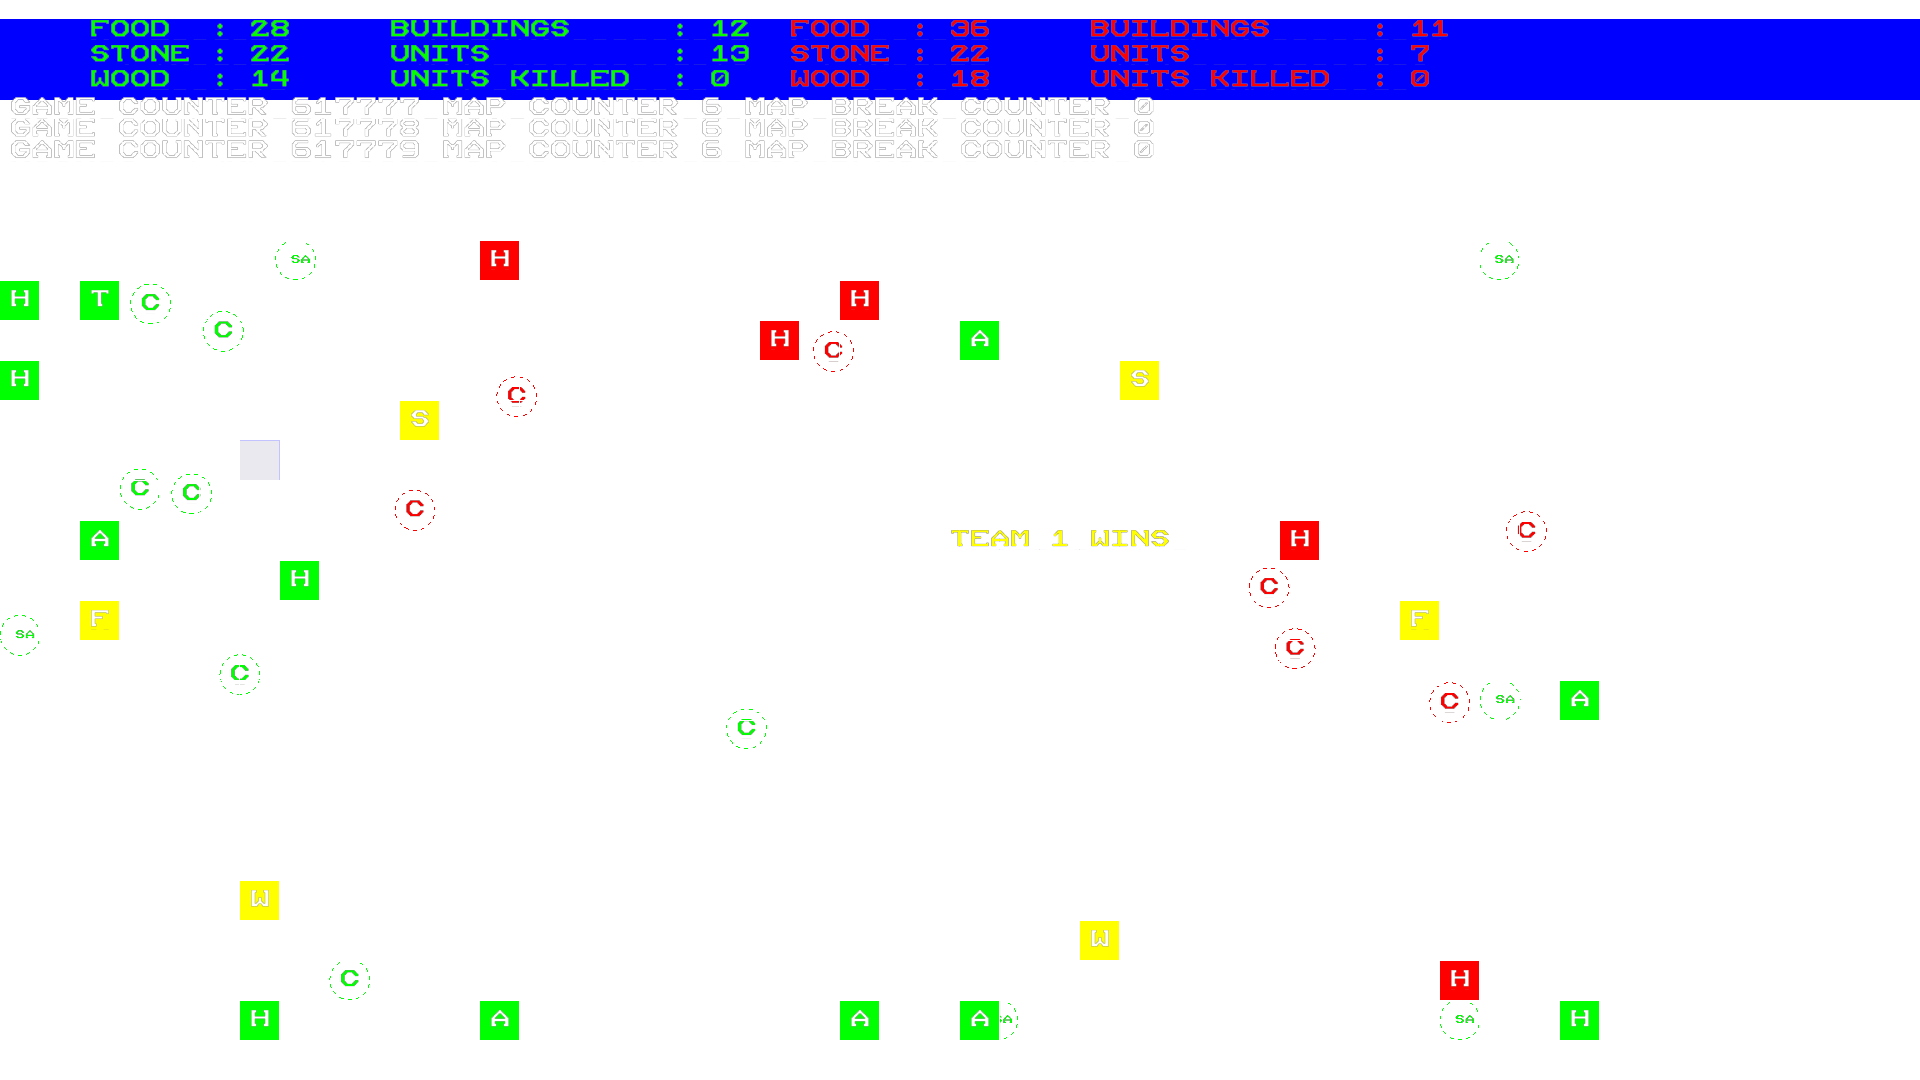 FOOD : 28 BUILDINGS : 12 FOOD : 36 BUILDINGS : 11
STONE : 22 UNITS : 13 STONE : 22 UNITS : 7
WOOD : 14 UNITS KILLED : 0 WOOD : 18 UNITS KILLED : 0
GAME COUNTER 617777 MAP COUNTER 6 MAP BREAK COUNTER 0
GAME COUNTER 617778 MAP COUNTER 6 MAP BREAK COUNTER 0
GAME COUNTER 617779 MAP COUNTER 6 MAP BREAK COUNTER 0
SA H SA
H T C H
C
H C A
H S
C
S
C C
C
A TEAM 1 WINS H C
H C
F F
SA
C
C
C SA A
C
W
W
C H
H A A A SA SA H